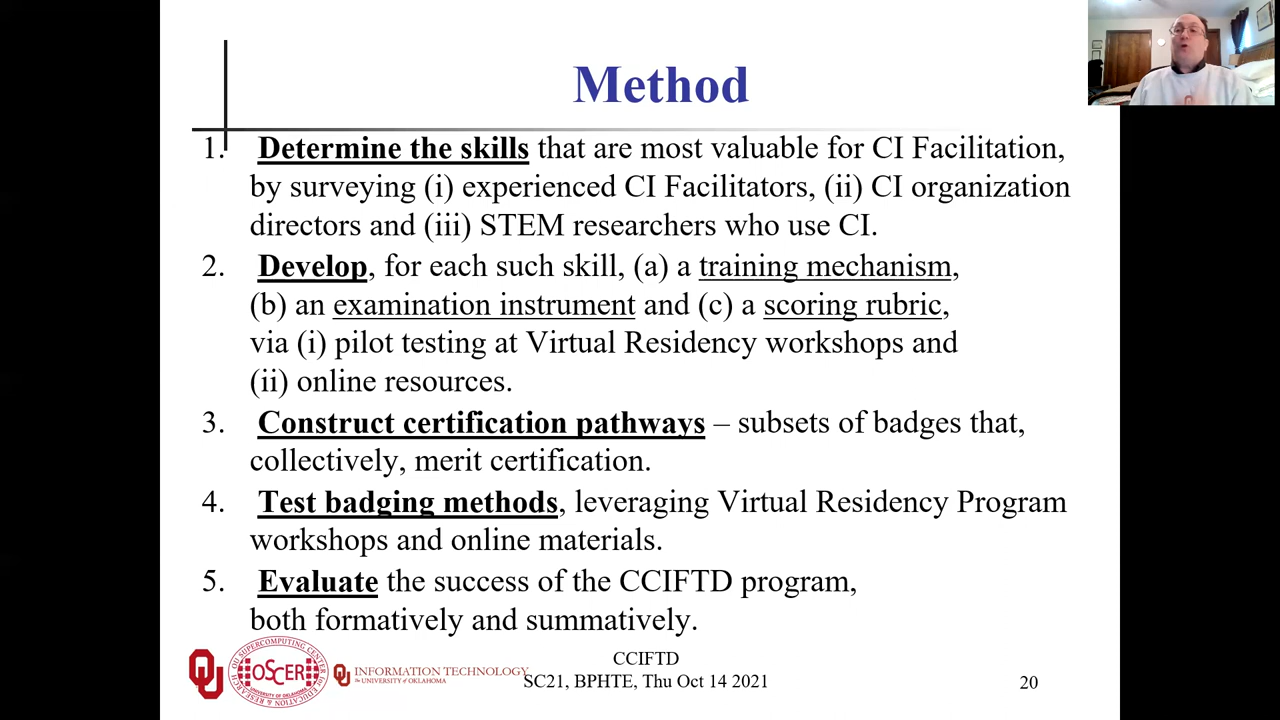 Method
1. Determine the skills that are most valuable for CI Facilitation,
by surveying (i) experienced CI Facilitators, (ii) CI organization
directors and (iii) STEM researchers who use CI.
2. Develop, for each such skill, (a) a training mechanism,
(b) an examination instrument and (c) a scoring rubric,
via (i) pilot testing at Virtual Residency workshops and
(ii) online resources.
3. Construct certification pathways – subsets of badges that,
collectively, merit certification.
4. Test badging methods, leveraging Virtual Residency Program
workshops and online materials.
5. Evaluate the success of the CCIFTD program,
both formatively and summatively.
OU SUPERCOMPUTING CENTER FOR EDUCATION & RESEARCH
OSCER
UNIVERSITY OF OKLAHOMA
INFORMATION TECHNOLOGY
The UNIVERSITY of OKLAHOMA
CCIFTD
SC21, BPHTE, Thu Oct 14 2021
20